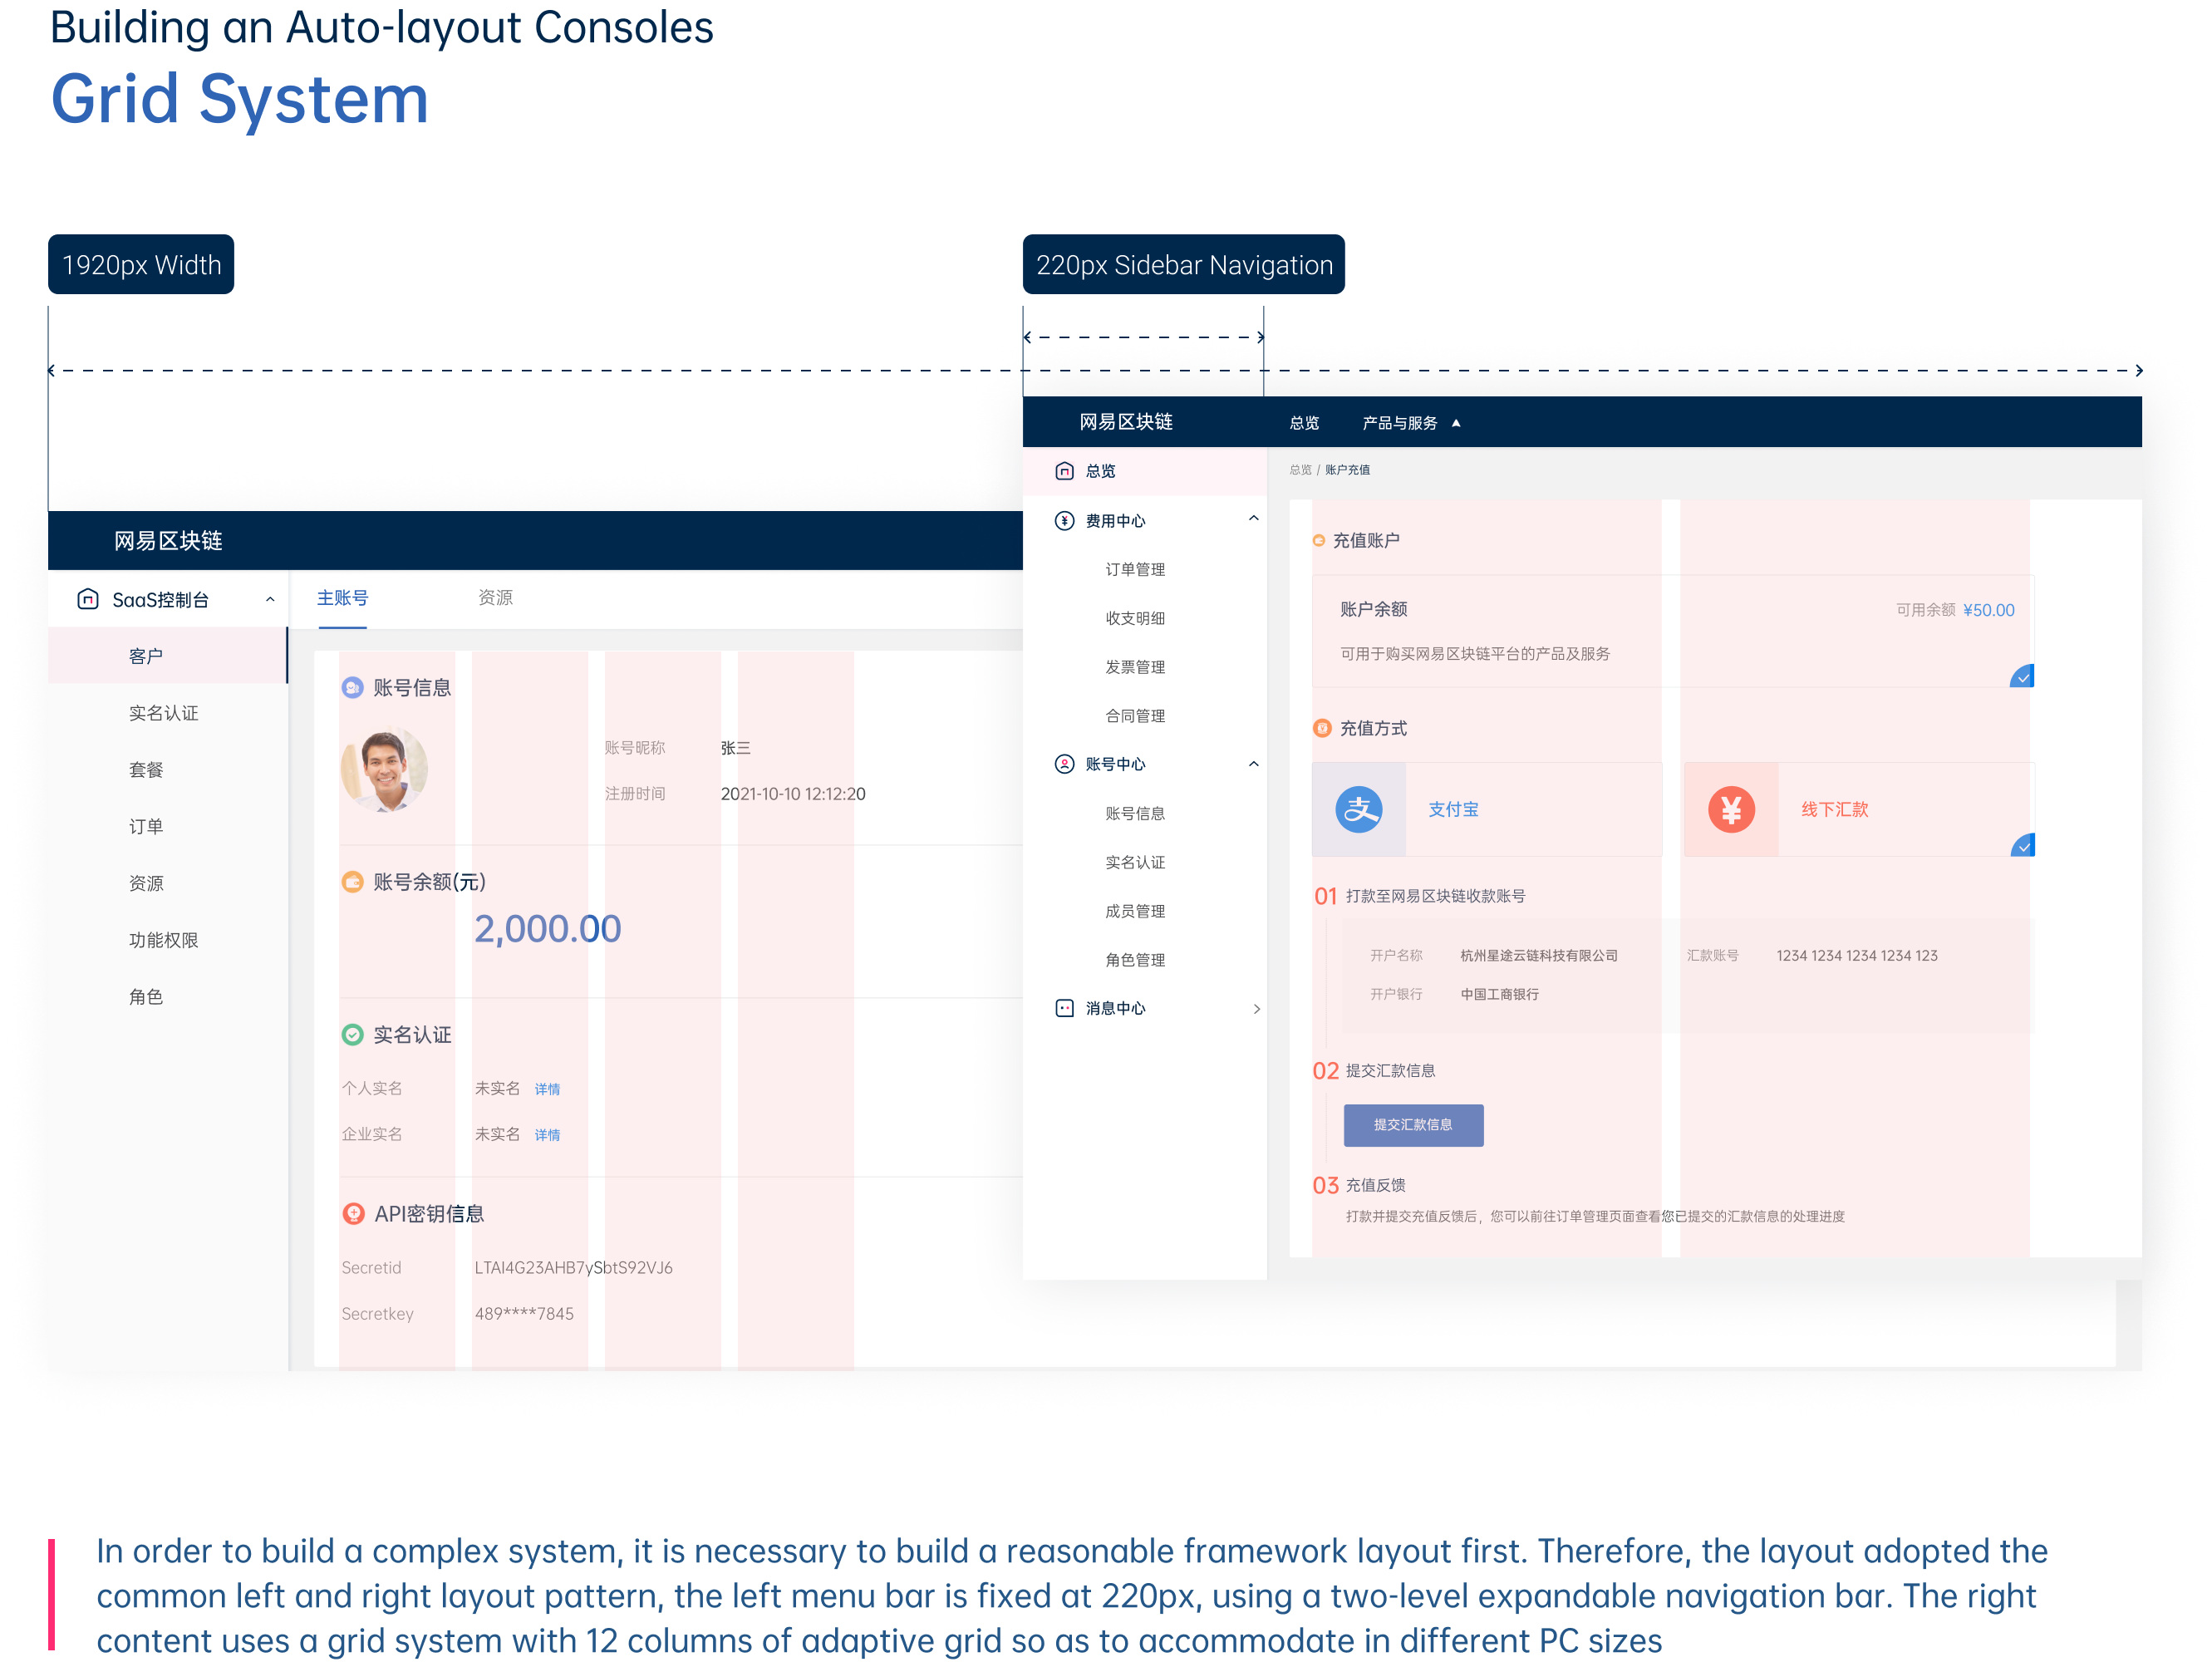 Building an Auto-layout Consoles
Grid System
1920px Width
220px Sidebar Navigation
网易区块链
SaaS控制台
客户
实名认证
套餐
订单
资源
功能权限
角色
主账号
资源
账号信息
账号昵称
张三
注册时间
2021-10-10 12:12:20
账号余额(元)
2,000.00
实名认证
个人实名
未实名
详情
企业实名
未实名
详情
API密钥信息
Secretid
LTAI4G23AHB7ySbtS92VJ6
Secretkey
489****7845
网易区块链
总览
产品与服务
总览
费用中心
订单管理
收支明细
发票管理
合同管理
账号中心
账号信息
实名认证
成员管理
角色管理
消息中心
总览 / 账户充值
充值账户
账户余额
可用余额 ¥50.00
可用于购买网易区块链平台的产品及服务
充值方式
支付宝
线下汇款
01 打款至网易区块链收款账号
开户名称
杭州星途云链科技有限公司
汇款账号
1234 1234 1234 1234 123
开户银行
中国工商银行
02 提交汇款信息
提交汇款信息
03 充值反馈
打款并提交充值反馈后，您可以前往订单管理页面查看您已提交的汇款信息的处理进度
In order to build a complex system, it is necessary to build a reasonable framework layout first. Therefore, the layout adopted the
common left and right layout pattern, the left menu bar is fixed at 220px, using a two-level expandable navigation bar. The right
content uses a grid system with 12 columns of adaptive grid so as to accommodate in different PC sizes